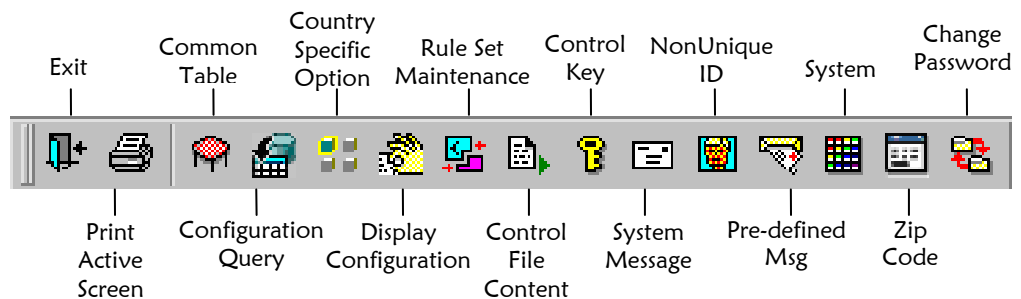 Exit
Common
Table
Country
Specific
Option
Rule Set
Maintenance
Control
Key
NonUnique
ID
System
Change
Password
Print
Active
Screen
Configuration
Query
Display
Configuration
Control
File
Content
System
Message
Pre-defined
Msg
Zip
Code